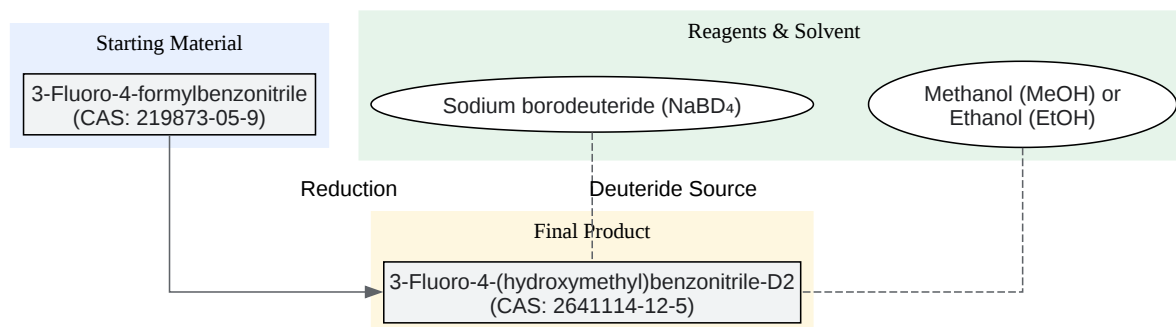 Starting Material
3-Fluoro-4-formylbenzonitrile
(CAS: 219873-05-9)
Reagents & Solvent
Sodium borodeuteride (NaBD₄)
Methanol (MeOH) or
Ethanol (EtOH)
Reduction
Deuteride Source
Final Product
3-Fluoro-4-(hydroxymethyl)benzonitrile-D2
(CAS: 2641114-12-5)